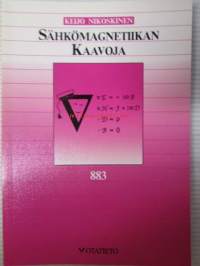 KEIJO NIKOSKINEN
SÄHKÖMAGNETIIKAN
KAAVOJA
883
OTATIETO